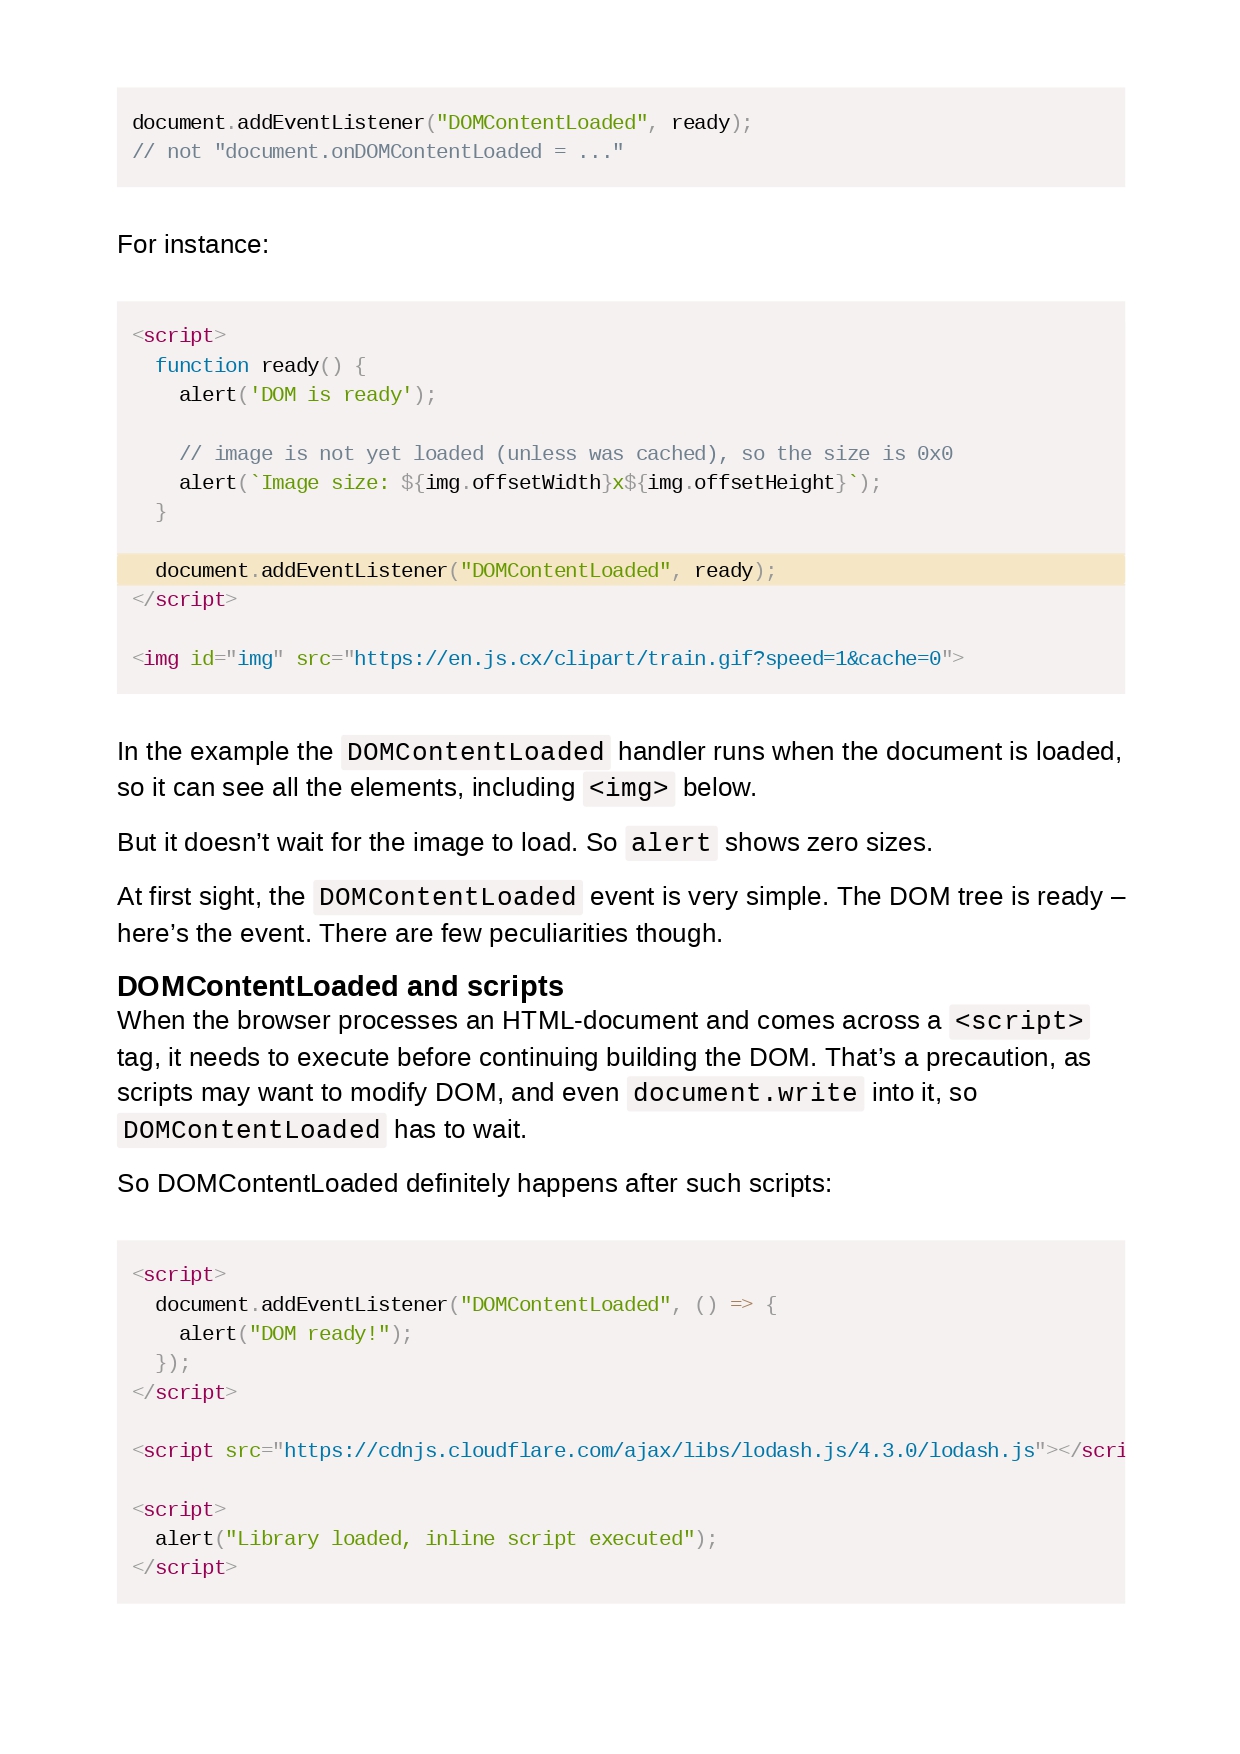 document.addEventListener("DOMContentLoaded", ready);
// not "document.onDOMContentLoaded = ..."
For instance:
<script>
  function ready() {
    alert('DOM is ready');
    // image is not yet loaded (unless was cached), so the size is 0x0
    alert(`Image size: ${img.offsetWidth}x${img.offsetHeight}`);
  }
  document.addEventListener("DOMContentLoaded", ready);
</script>
<img id="img" src="https://en.js.cx/clipart/train.gif?speed=1&cache=0">
In the example the DOMContentLoaded handler runs when the document is loaded,
so it can see all the elements, including <img> below.
But it doesn’t wait for the image to load. So alert shows zero sizes.
At first sight, the DOMContentLoaded event is very simple. The DOM tree is ready –
here’s the event. There are few peculiarities though.
DOMContentLoaded and scripts
When the browser processes an HTML-document and comes across a <script>
tag, it needs to execute before continuing building the DOM. That’s a precaution, as
scripts may want to modify DOM, and even document.write into it, so
DOMContentLoaded has to wait.
So DOMContentLoaded definitely happens after such scripts:
<script>
  document.addEventListener("DOMContentLoaded", () => {
    alert("DOM ready!");
  });
</script>
<script src="https://cdnjs.cloudflare.com/ajax/libs/lodash.js/4.3.0/lodash.js"></scri
<script>
  alert("Library loaded, inline script executed");
</script>